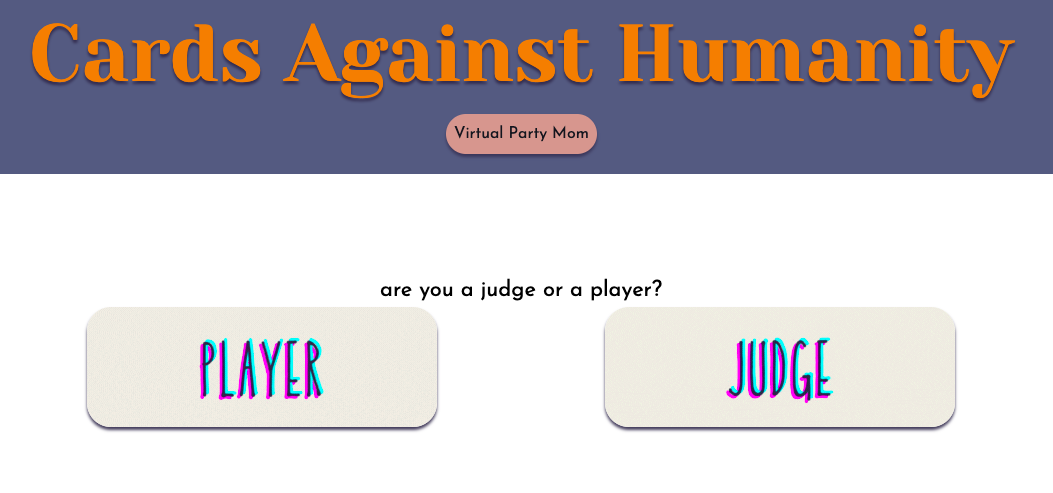 Cards Against Humanity
Virtual Party Mom
are you a judge or a player?
PLAYER
JUDGE